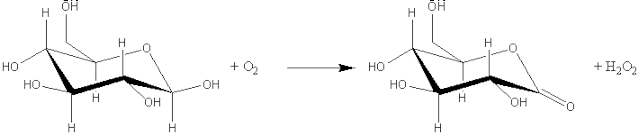 OH OH
H H
H O H O
HO + O₂ HO + H₂O₂
HO OH HO
H H
OH OH O
H H H